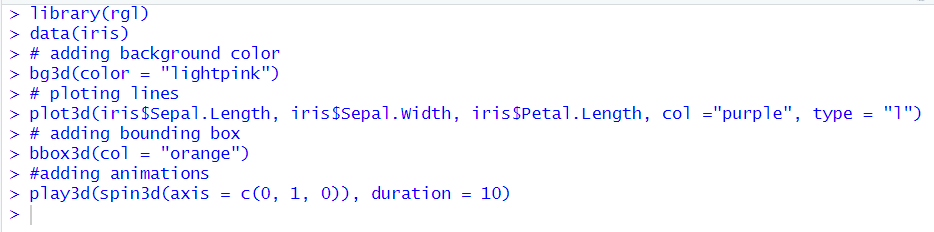 > library(rgl)
> data(iris)
> # adding background color
> bg3d(color = "lightpink")
> # ploting lines
> plot3d(iris$Sepal.Length, iris$Sepal.Width, iris$Petal.Length, col ="purple", type = "l")
> # adding bounding box
> bbox3d(col = "orange")
> #adding animations
> play3d(spin3d(axis = c(0, 1, 0)), duration = 10)
>